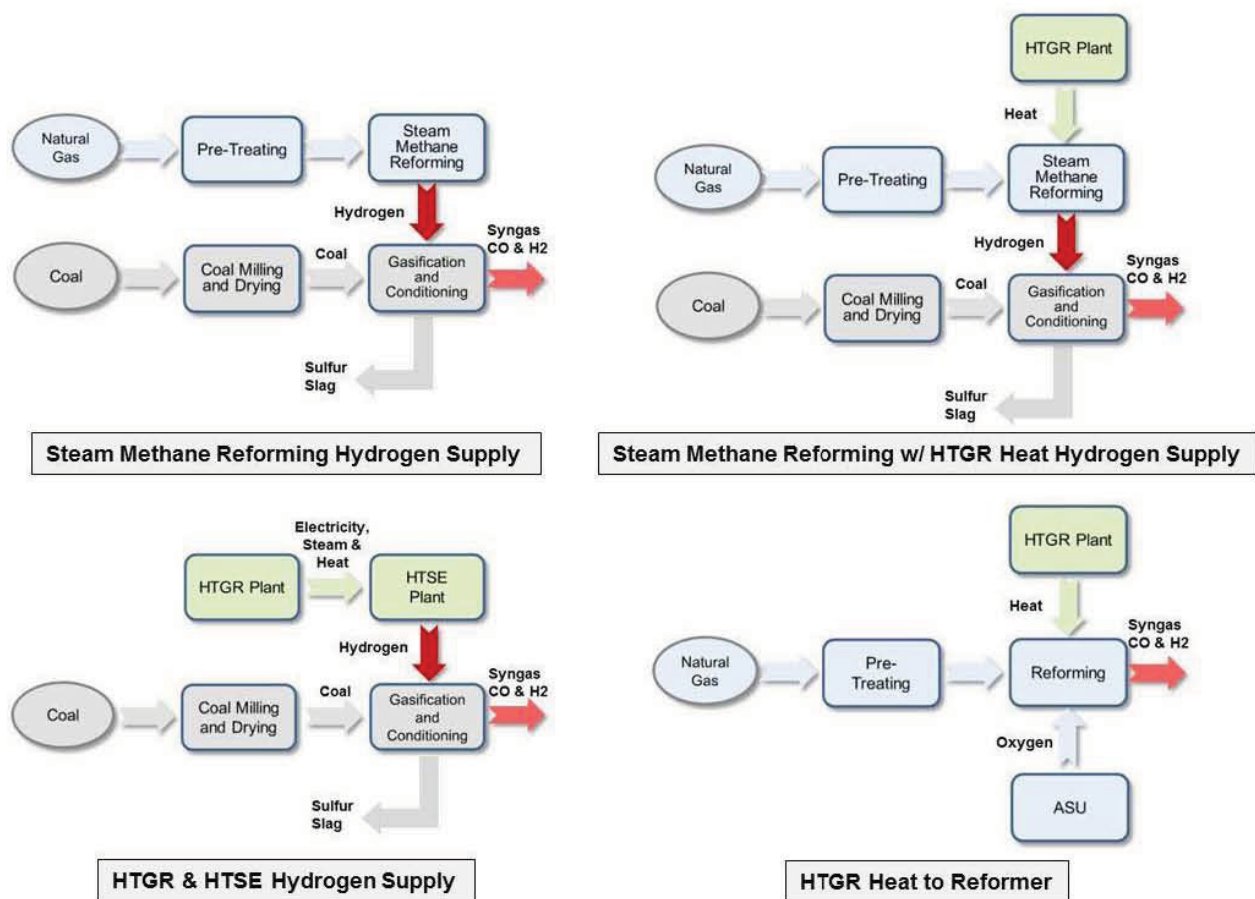 Natural
Gas
Pre-Treating
Steam
Methane
Reforming
Hydrogen
Syngas
CO & H2
Coal
Coal Milling
and Drying
Coal
Gasification
and
Conditioning
Sulfur
Slag
Steam Methane Reforming Hydrogen Supply
HTGR Plant
Heat
Natural
Gas
Pre-Treating
Steam
Methane
Reforming
Hydrogen
Syngas
CO & H2
Coal
Coal Milling
and Drying
Coal
Gasification
and
Conditioning
Sulfur
Slag
Steam Methane Reforming w/ HTGR Heat Hydrogen Supply
HTGR Plant
Electricity,
Steam &
Heat
HTSE
Plant
Hydrogen
Syngas
CO & H2
Coal
Coal Milling
and Drying
Coal
Gasification
and
Conditioning
Sulfur
Slag
HTGR & HTSE Hydrogen Supply
HTGR Plant
Heat
Natural
Gas
Pre-
Treating
Reforming
Syngas
CO & H2
Oxygen
ASU
HTGR Heat to Reformer